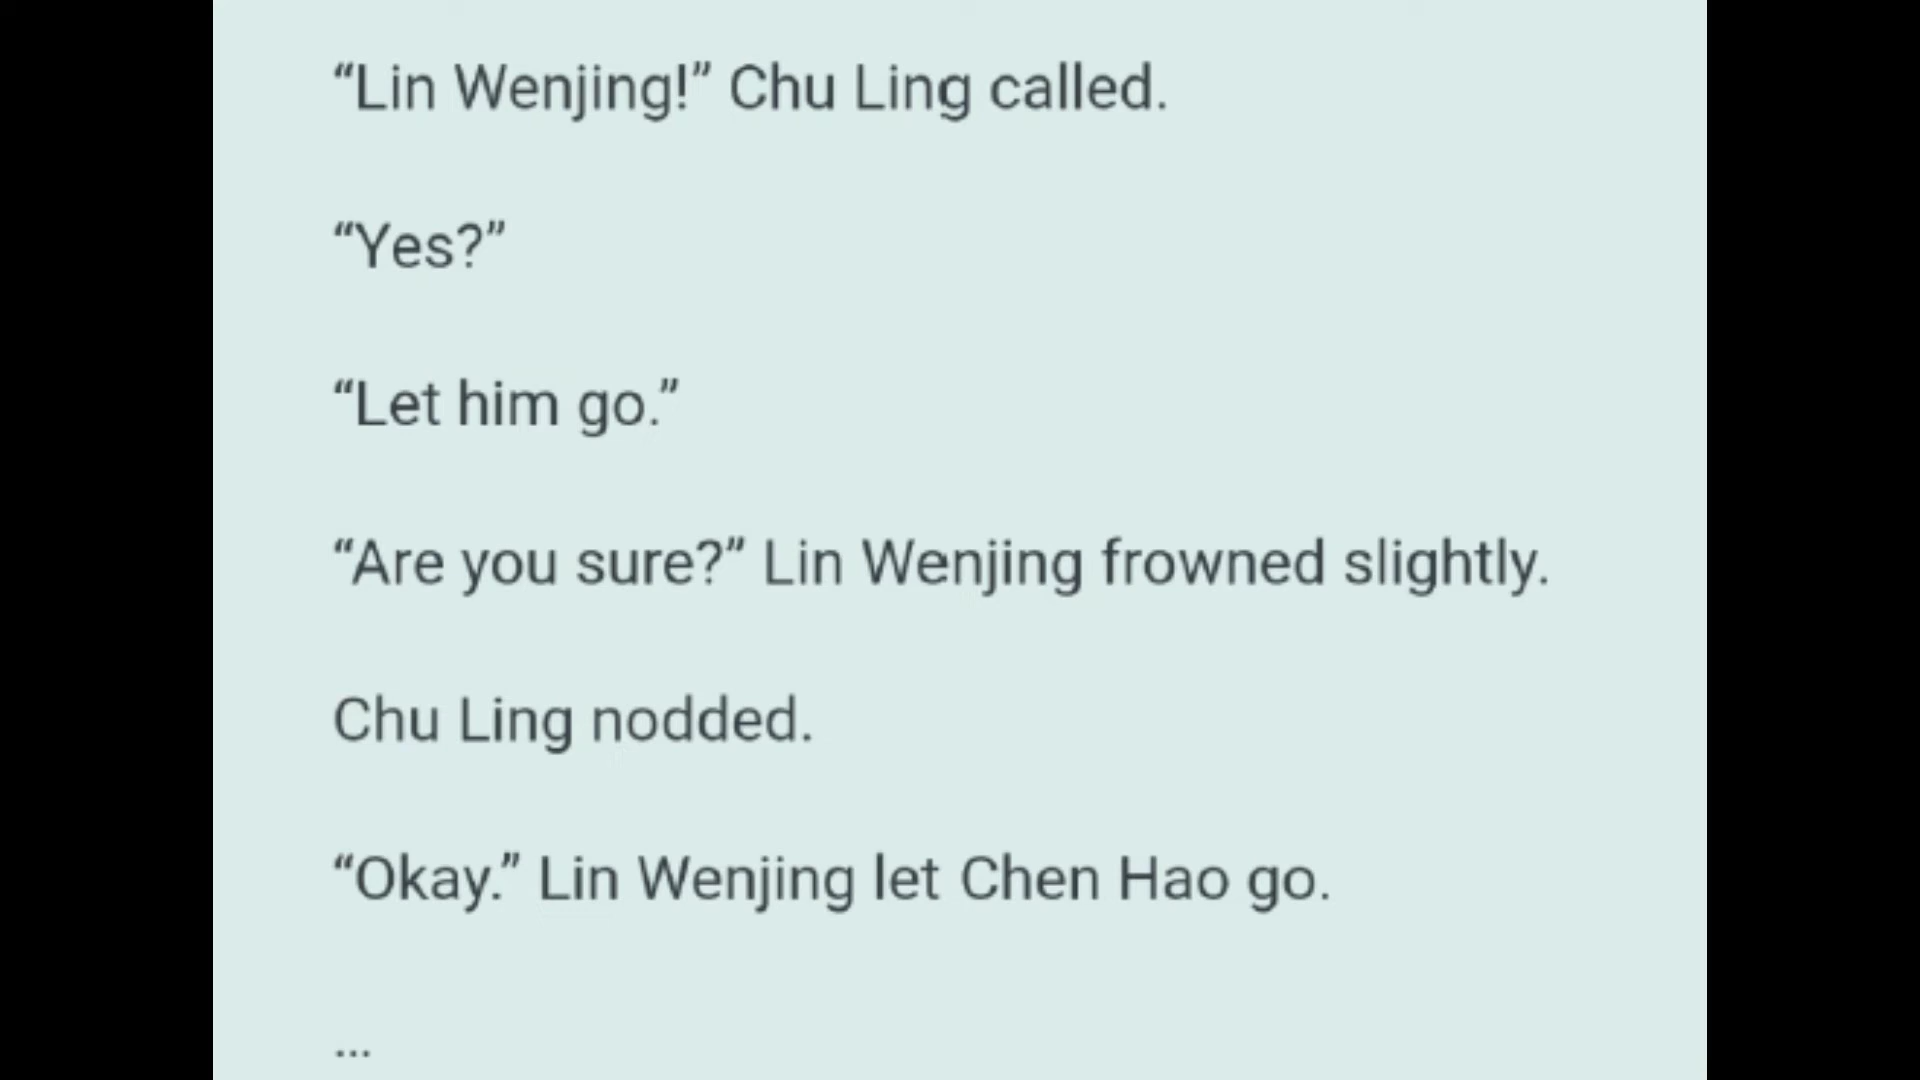 “Lin Wenjing!” Chu Ling called.
“Yes?”
“Let him go.”
“Are you sure?” Lin Wenjing frowned slightly.
Chu Ling nodded.
“Okay.” Lin Wenjing let Chen Hao go.
...